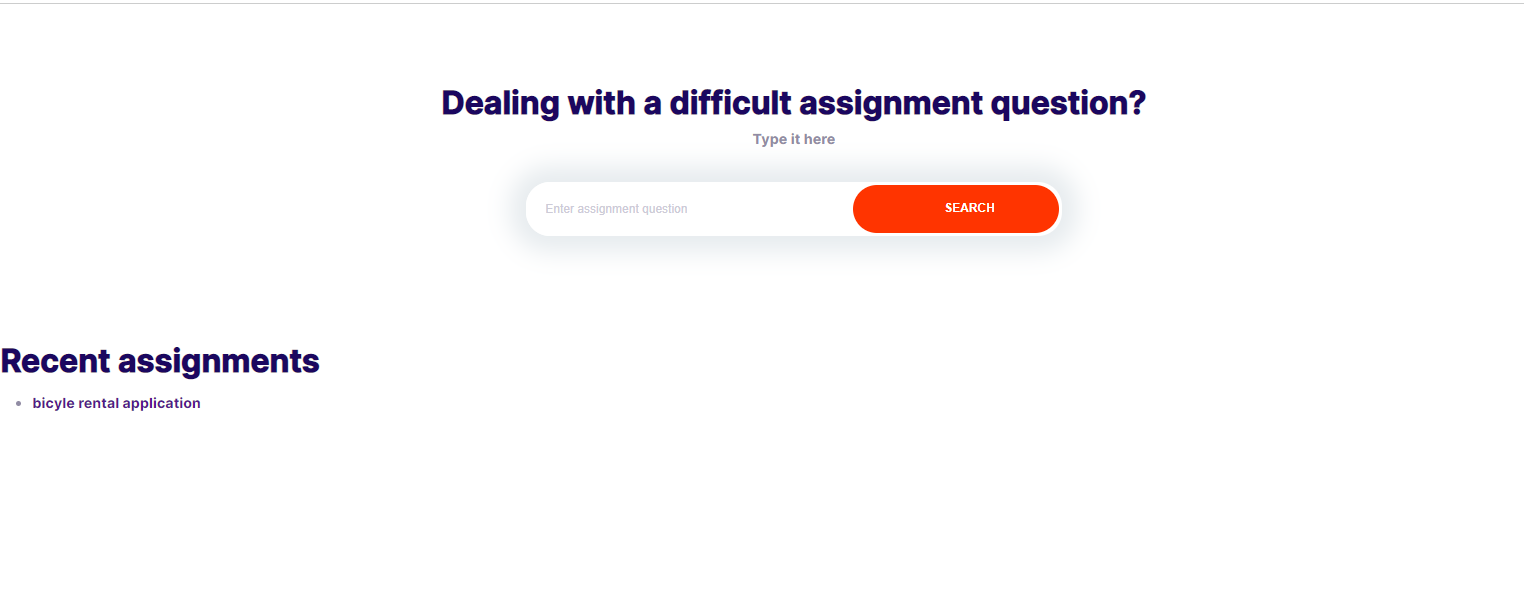 Dealing with a difficult assignment question?
Type it here
Enter assignment question SEARCH
Recent assignments
bicyle rental application